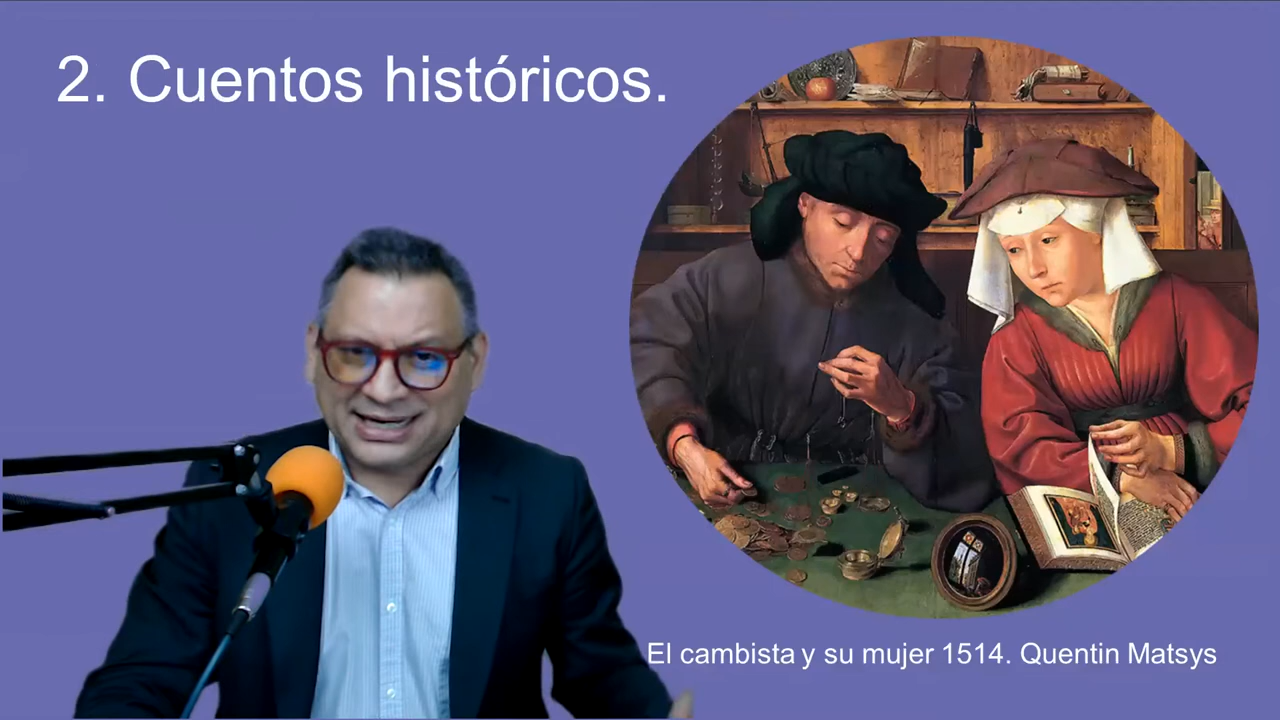 2. Cuentos históricos.
El cambista y su mujer 1514. Quentin Matsys